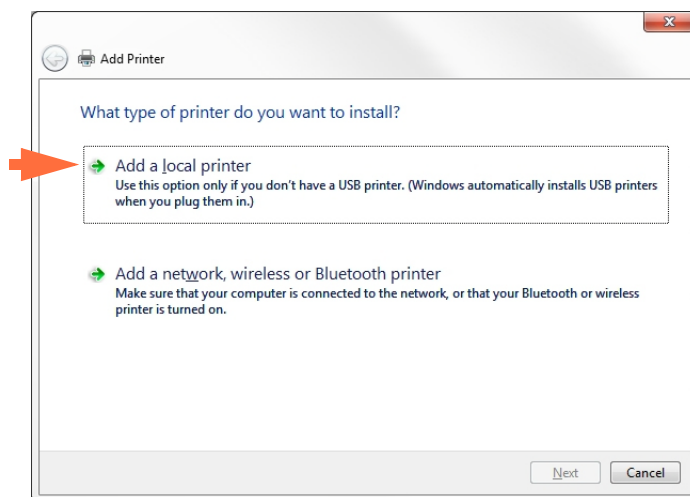 Add Printer
What type of printer do you want to install?
Add a local printer
Use this option only if you don't have a USB printer. (Windows automatically installs USB printers
when you plug them in.)
Add a network, wireless or Bluetooth printer
Make sure that your computer is connected to the network, or that your Bluetooth or wireless
printer is turned on.
Next
Cancel